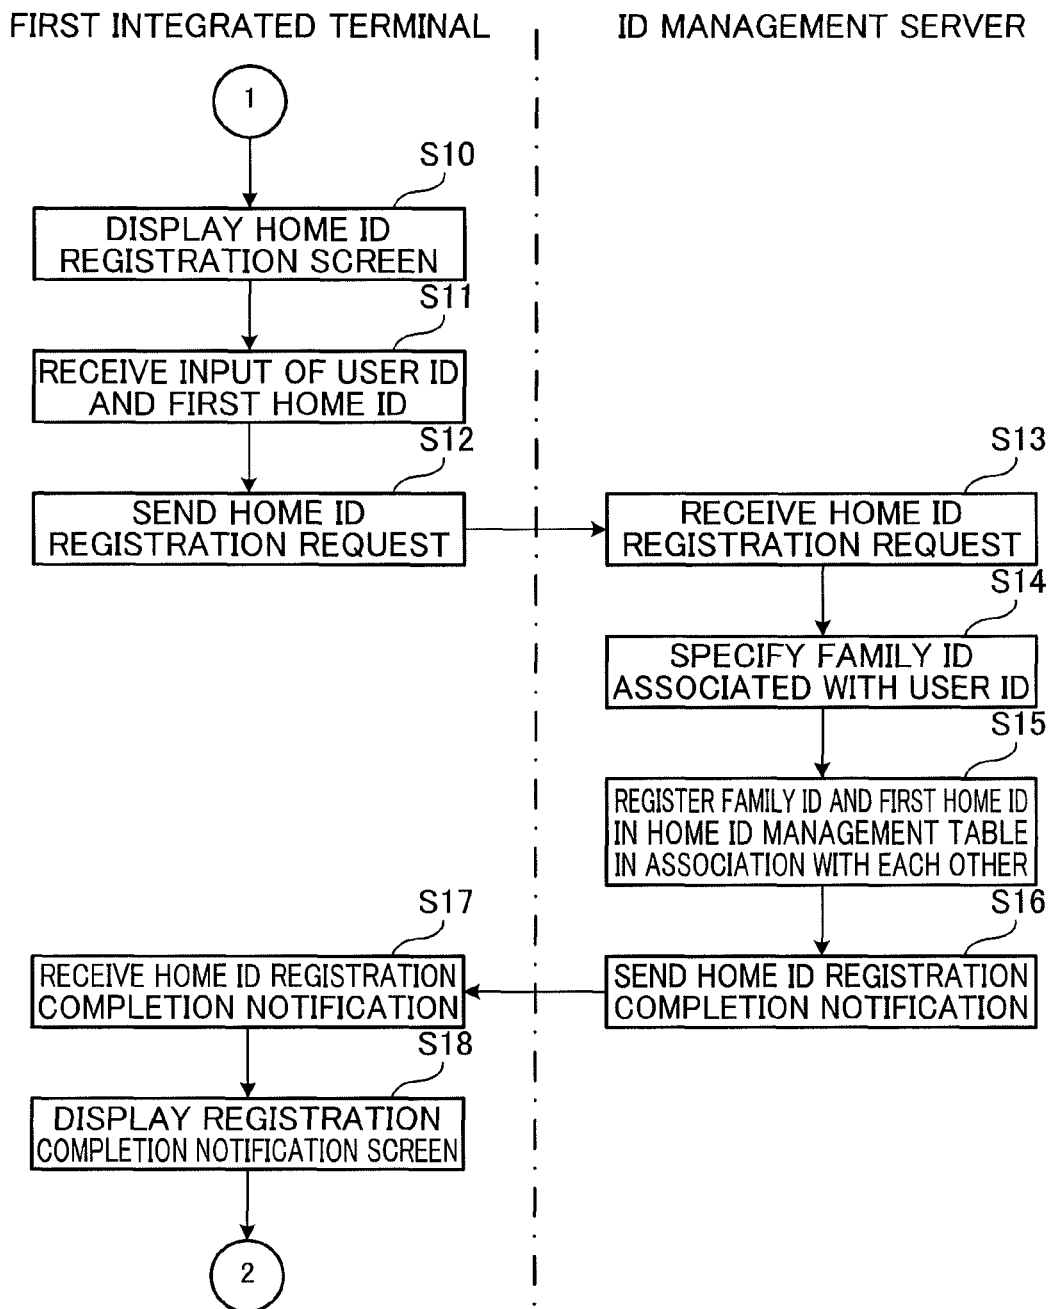 FIRST INTEGRATED TERMINAL
ID MANAGEMENT SERVER
1
S10
DISPLAY HOME ID
REGISTRATION SCREEN
S11
RECEIVE INPUT OF USER ID
AND FIRST HOME ID
S12
SEND HOME ID
REGISTRATION REQUEST
S13
RECEIVE HOME ID
REGISTRATION REQUEST
S14
SPECIFY FAMILY ID
ASSOCIATED WITH USER ID
S15
REGISTER FAMILY ID AND FIRST HOME ID
IN HOME ID MANAGEMENT TABLE
IN ASSOCIATION WITH EACH OTHER
S16
SEND HOME ID REGISTRATION
COMPLETION NOTIFICATION
S17
RECEIVE HOME ID REGISTRATION
COMPLETION NOTIFICATION
S18
DISPLAY REGISTRATION
COMPLETION NOTIFICATION SCREEN
2